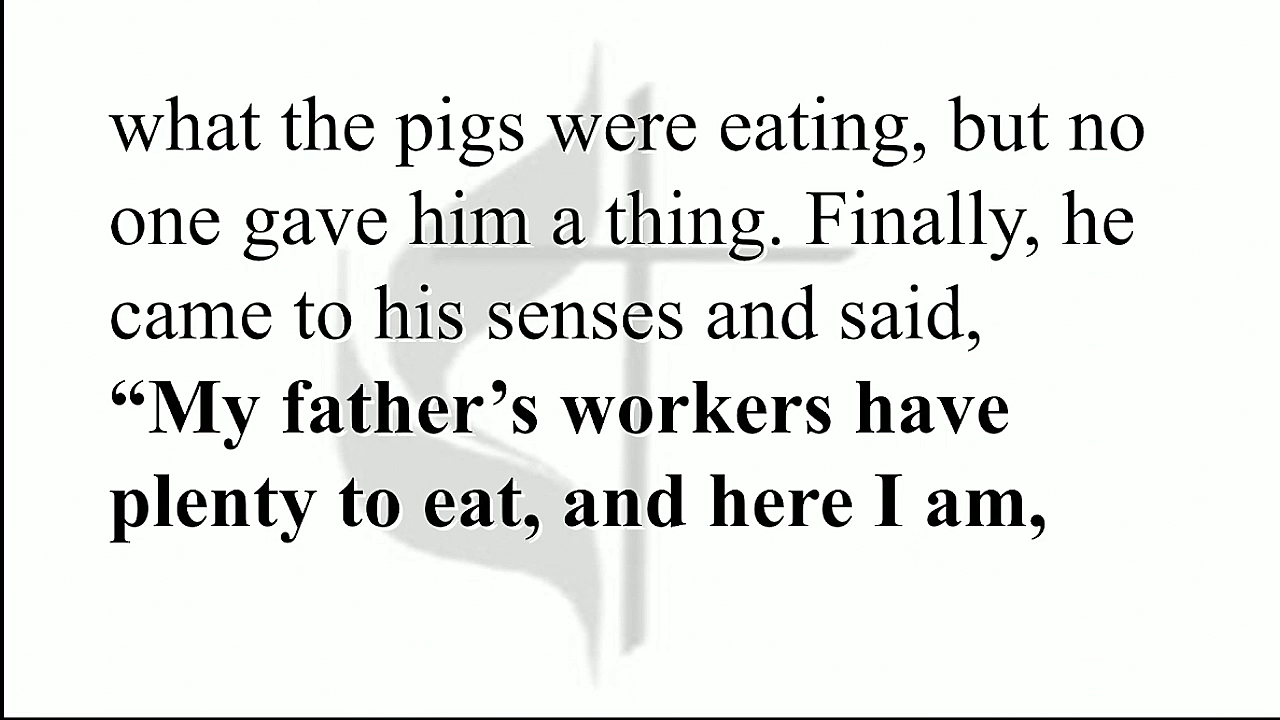 what the pigs were eating, but no
one gave him a thing. Finally, he
came to his senses and said,
“My father’s workers have
plenty to eat, and here I am,